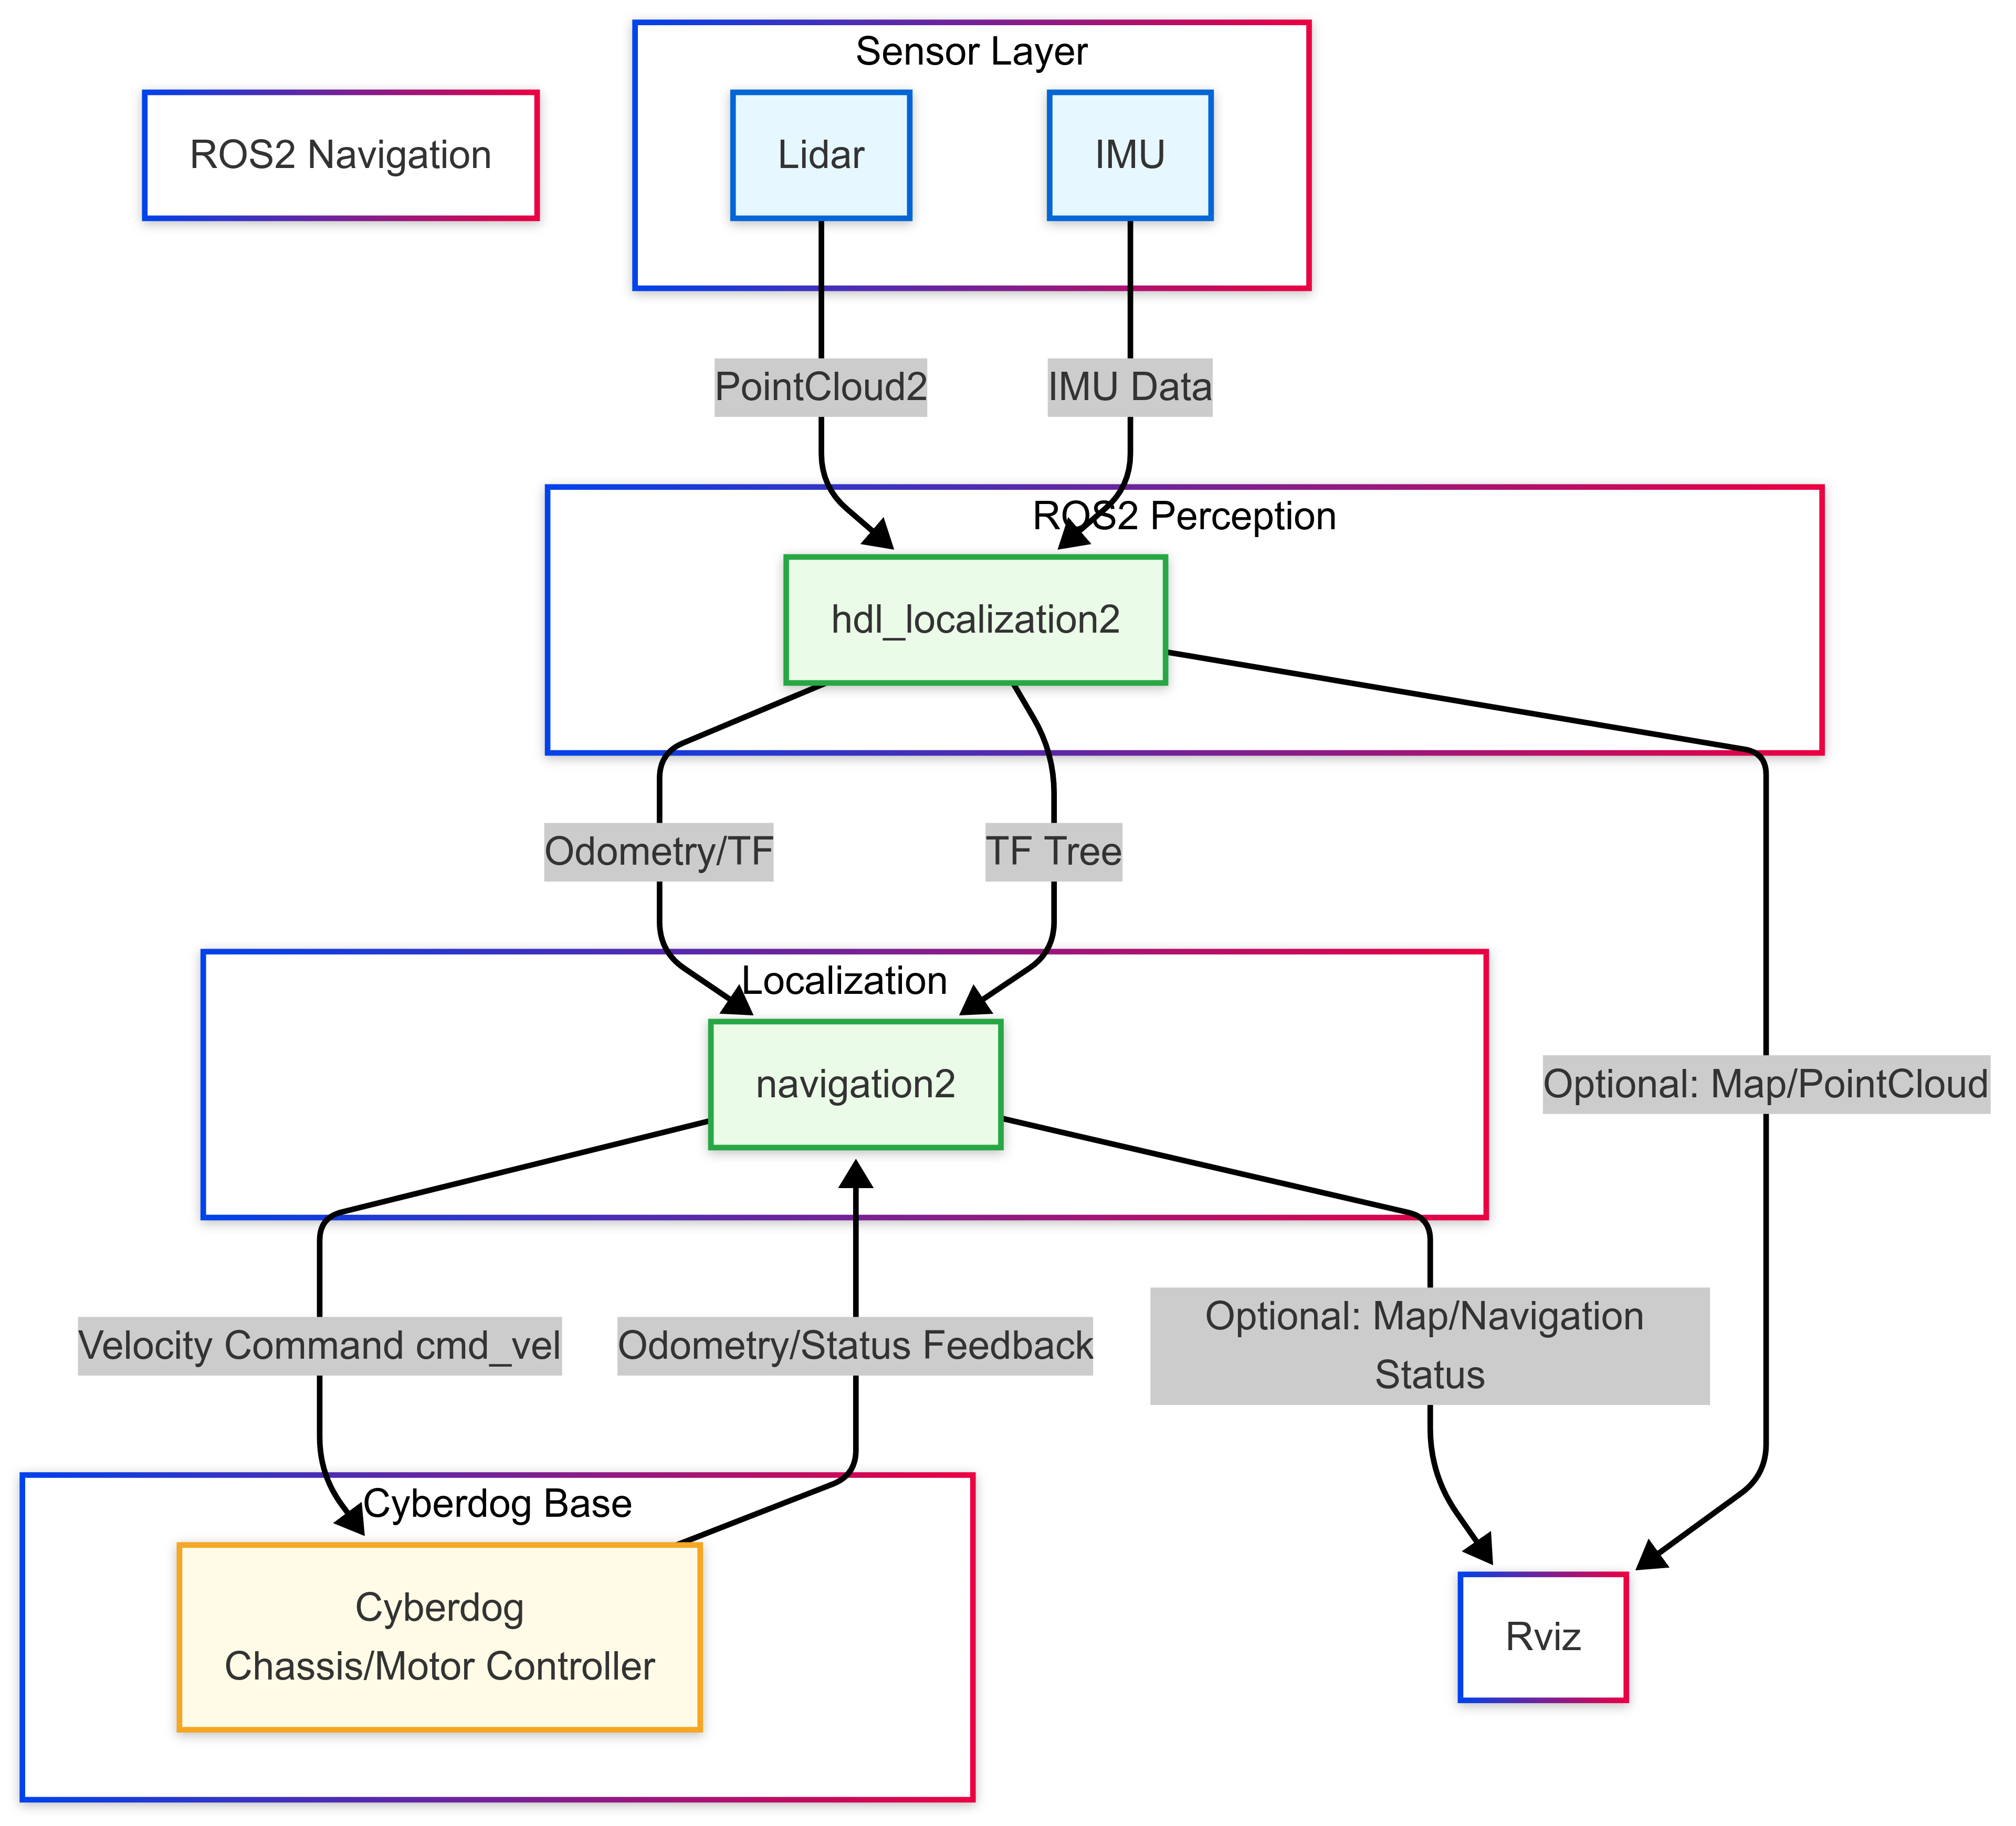 Sensor Layer
ROS2 Navigation
Lidar
IMU
PointCloud2
IMU Data
ROS2 Perception
hdl_localization2
Odometry/TF
TF Tree
Localization
navigation2
Optional: Map/PointCloud
Velocity Command cmd_vel
Odometry/Status Feedback
Optional: Map/Navigation
Status
Cyberdog Base
Cyberdog
Chassis/Motor Controller
Rviz